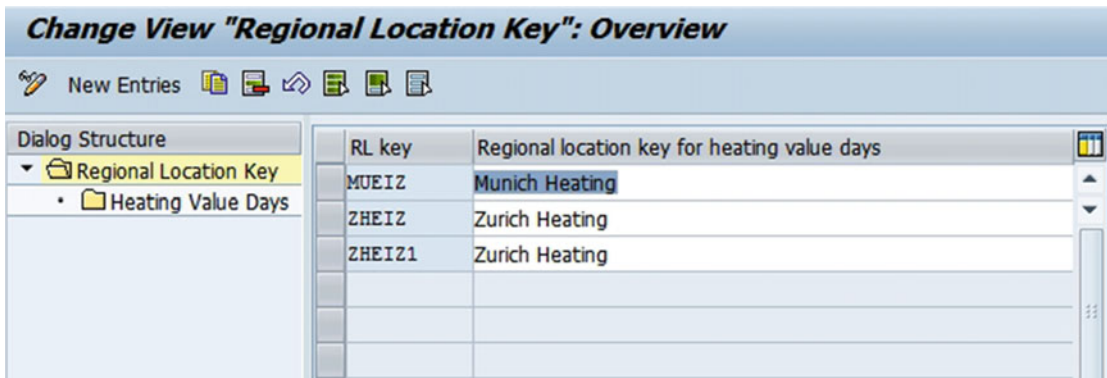 Change View "Regional Location Key": Overview
New Entries
Dialog Structure
Regional Location Key
Heating Value Days
RL key Regional location key for heating value days
MUEIZ Munich Heating
ZHEIZ Zurich Heating
ZHEIZ1 Zurich Heating